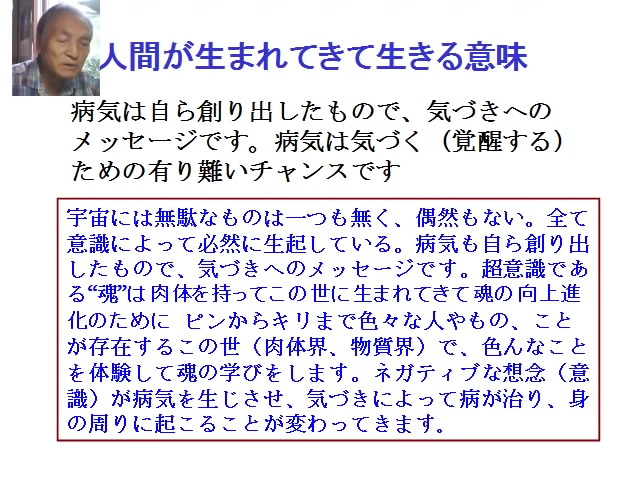 人間が生まれてきて生きる意味
病気は自ら創り出したもので、気づきへの
メッセージです。病気は気づく（覚醒する）
ための有り難いチャンスです
宇宙には無駄なものは一つも無く、偶然もない。全て
意識によって必然に生起している。病気も自ら創り出
したもので、気づきへのメッセージです。超意識であ
る“魂”は肉体を持ってこの世に生まれてきて魂の向上進
化のために ピンからキリまで色々な人やもの、こと
が存在するこの世（肉体界、物質界）で、色んなこと
を体験して魂の学びをします。ネガティブな想念（意
識）が病気を生じさせ、気づきによって病が治り、身
の周りに起こることが変わってきます。